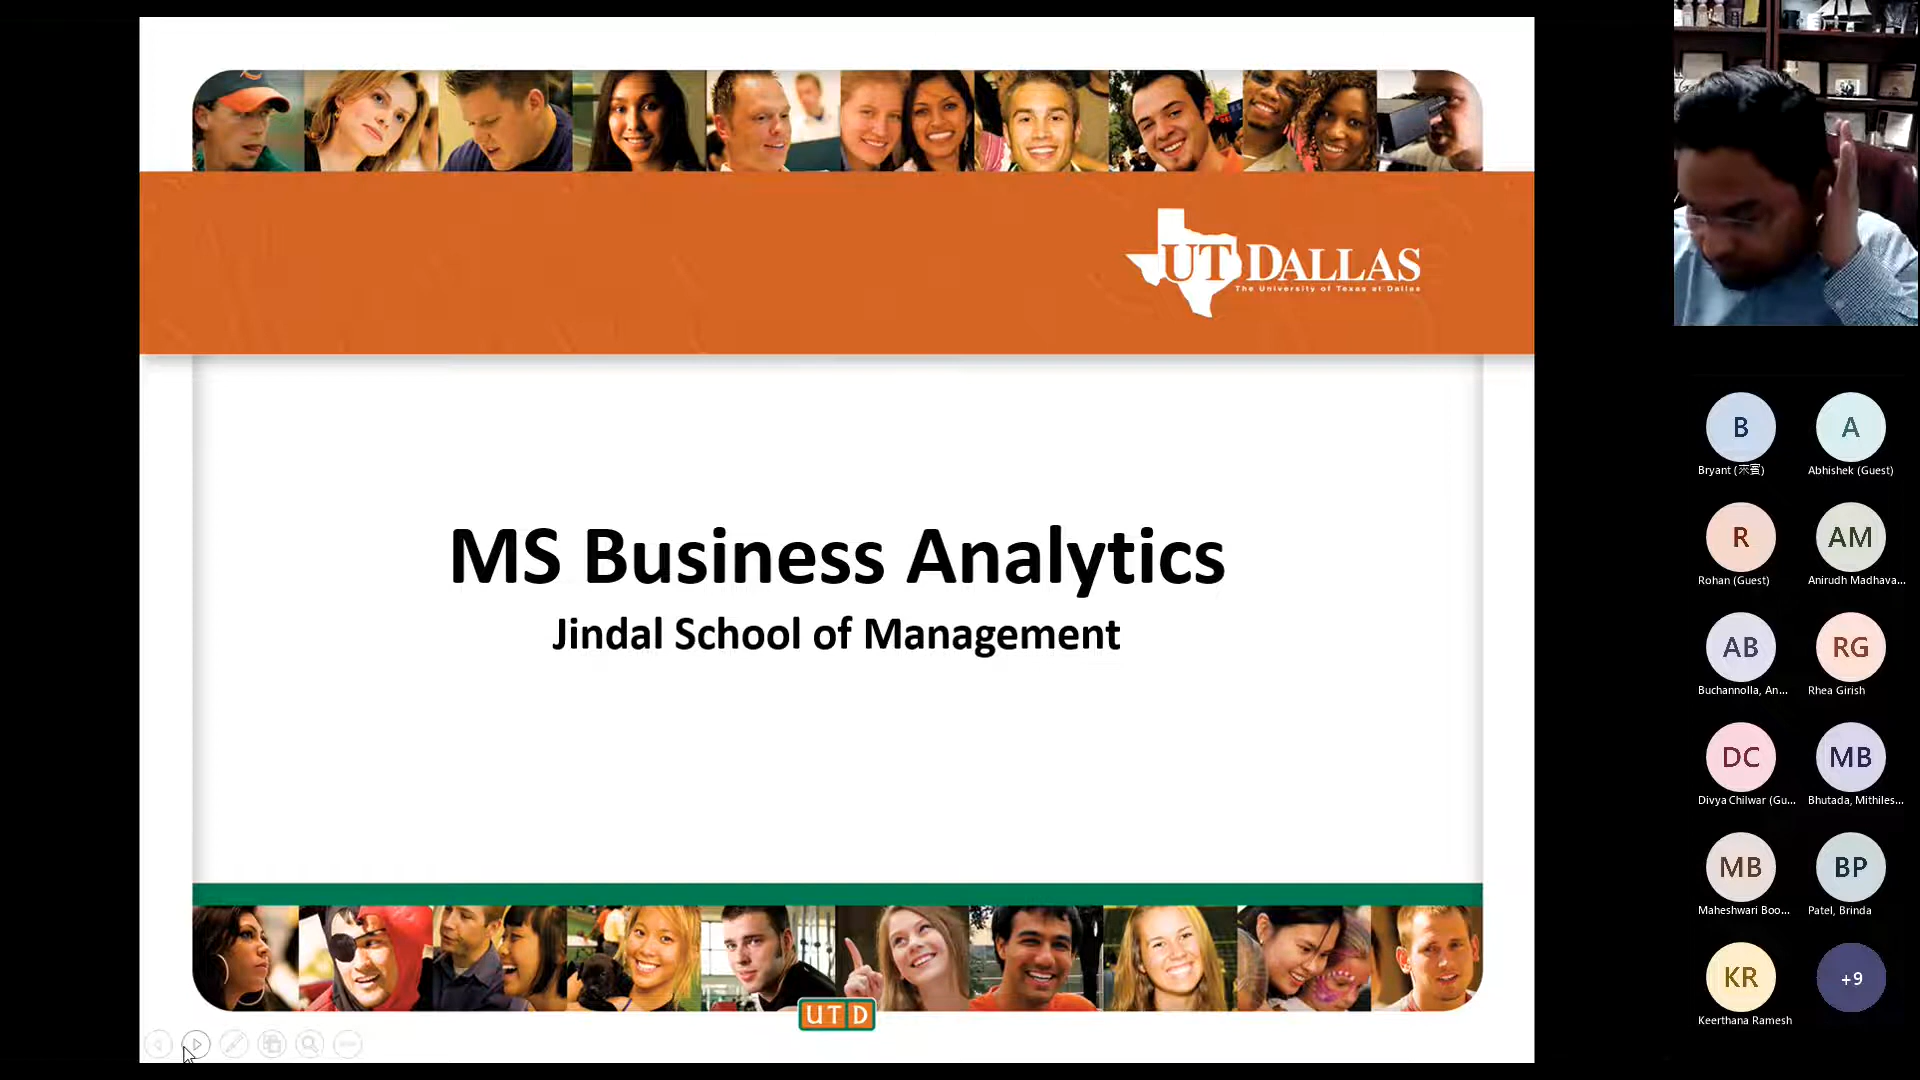 UT DALLAS
The University of Texas at Dallas
MS Business Analytics
Jindal School of Management
UTD
B
Bryant (禾賓)
A
Abhishek (Guest)
R
Rohan (Guest)
AM
Anirudh Madhava...
AB
Buchannolla, An...
RG
Rhea Girish
DC
Divya Chilwar (Gu...
MB
Bhutada, Mithiles...
MB
Maheshwari Boo...
BP
Patel, Brinda
KR
Keerthana Ramesh
+9